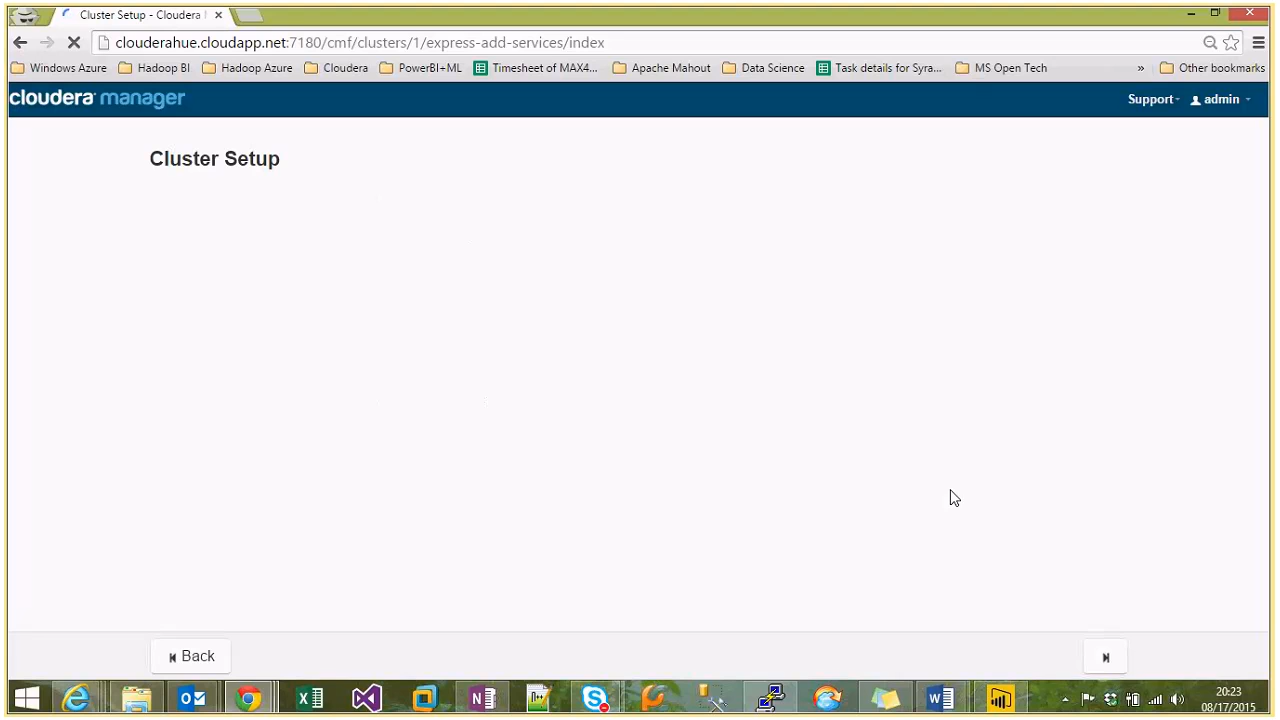 Cluster Setup - Cloudera
clouderahue.cloudapp.net:7180/cmf/clusters/1/express-add-services/index
Windows Azure Hadoop BI Hadoop Azure Cloudera PowerBI+ML Timesheet of MAX4... Apache Mahout Data Science Task details for Syra... MS Open Tech » Other bookmarks
cloudera manager Support admin
Cluster Setup
Back
20:23
08/17/2015